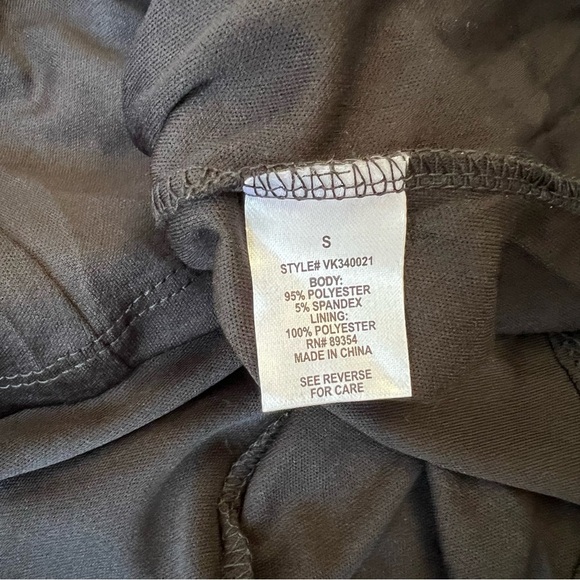 S
STYLE# VK340021
BODY:
95% POLYESTER
5% SPANDEX
LINING:
100% POLYESTER
RN# 89354
MADE IN CHINA
SEE REVERSE
FOR CARE